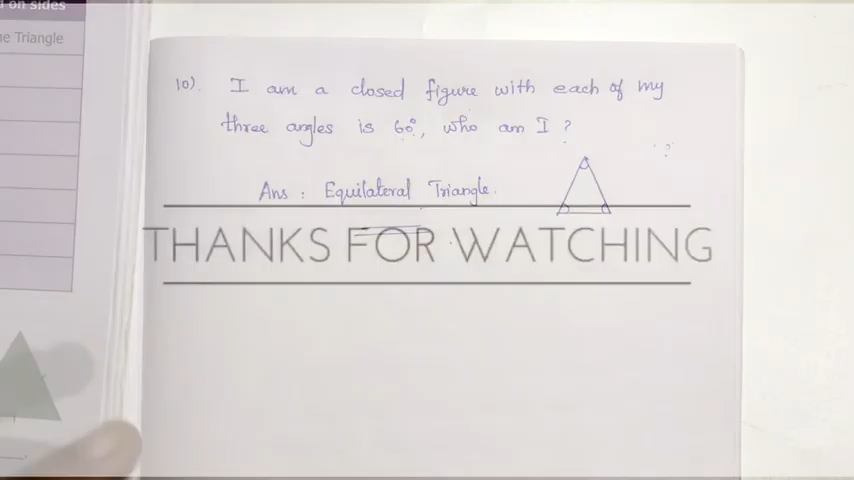 on sides
ne Triangle
10). I am a closed figure with each of my
three angles is 60°, who am I ?
Ans : Equilateral Triangle.
THANKS FOR WATCHING